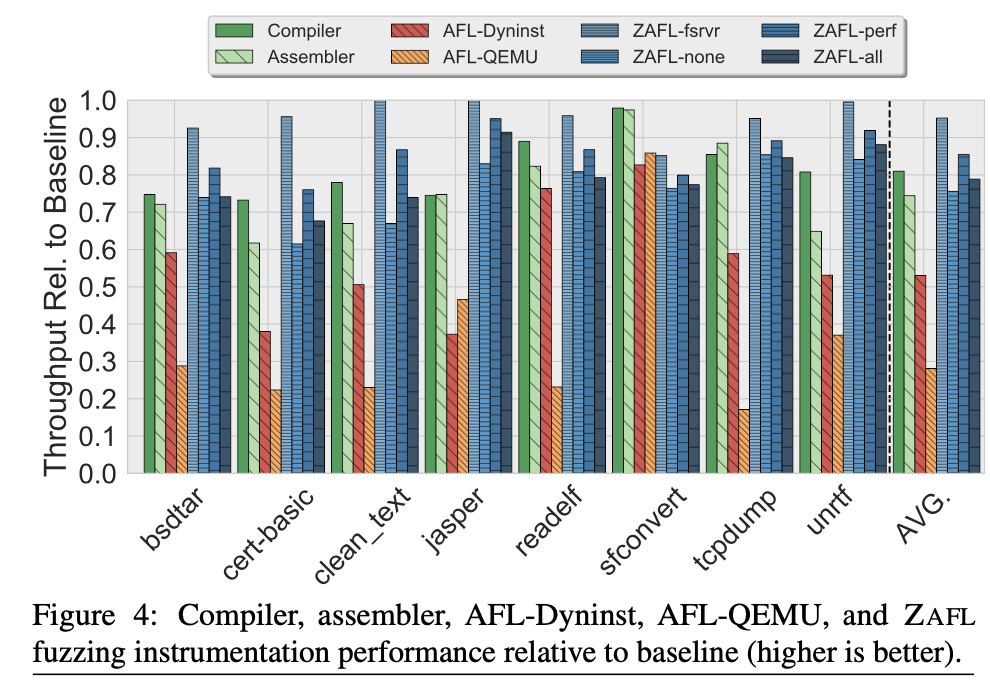 Compiler
AFL-Dyninst
ZAFL-fsrvr
ZAFL-perf
Assembler
AFL-QEMU
ZAFL-none
ZAFL-all
Throughput Rel. to Baseline
1.0
0.9
0.8
0.7
0.6
0.5
0.4
0.3
0.2
0.1
0.0
bsdtar
cert-basic
clean_text
jasper
readelf
sfconvert
tcpdump
unrtf
AVG.
Figure 4: Compiler, assembler, AFL-Dyninst, AFL-QEMU, and ZAFL
fuzzing instrumentation performance relative to baseline (higher is better).